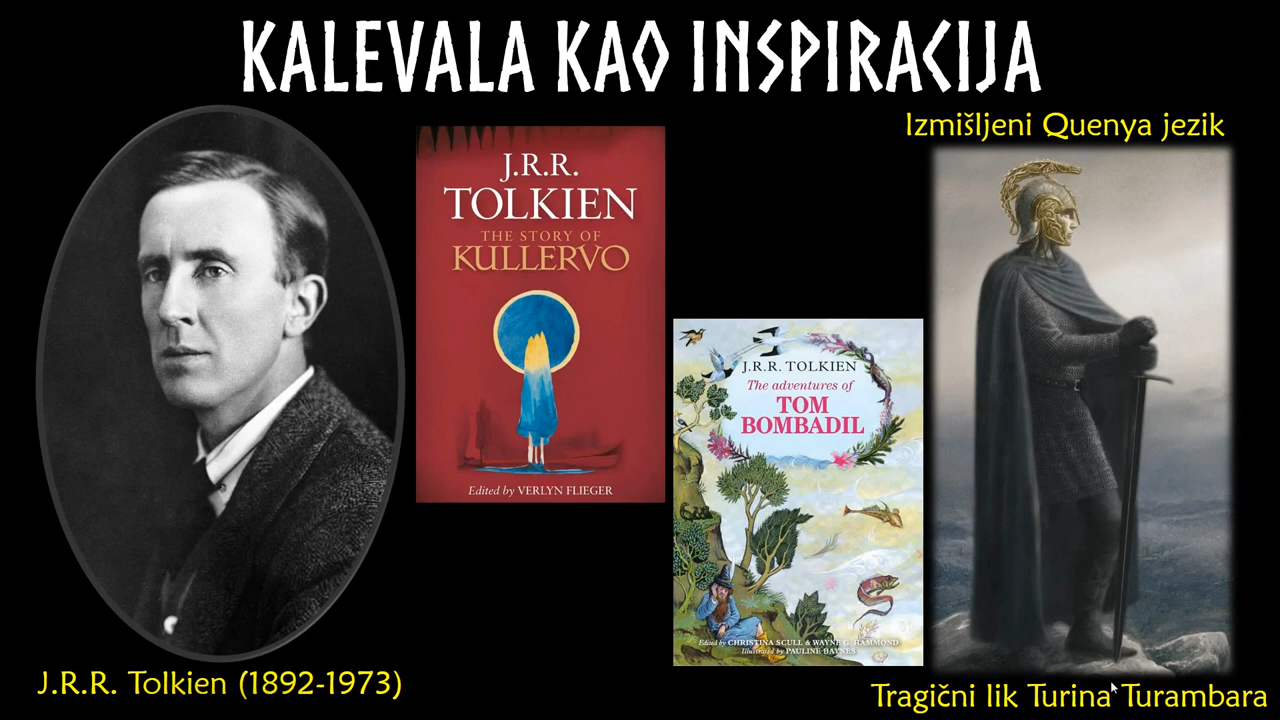 KALEVALA KAO INSPIRACIJA
Izmišljeni Quenya jezik
J.R.R.
TOLKIEN
THE STORY OF
KULLERVO
Edited by VERLYN FLIEGER
J.R.R. TOLKIEN
The adventures of
TOM
BOMBADIL
Edited by CHRISTINA SCULL & WAYNE G. HAMMOND
Illustrated by PAULINE BAYNES
J.R.R. Tolkien (1892-1973)
Tragični lik Turina Turambara